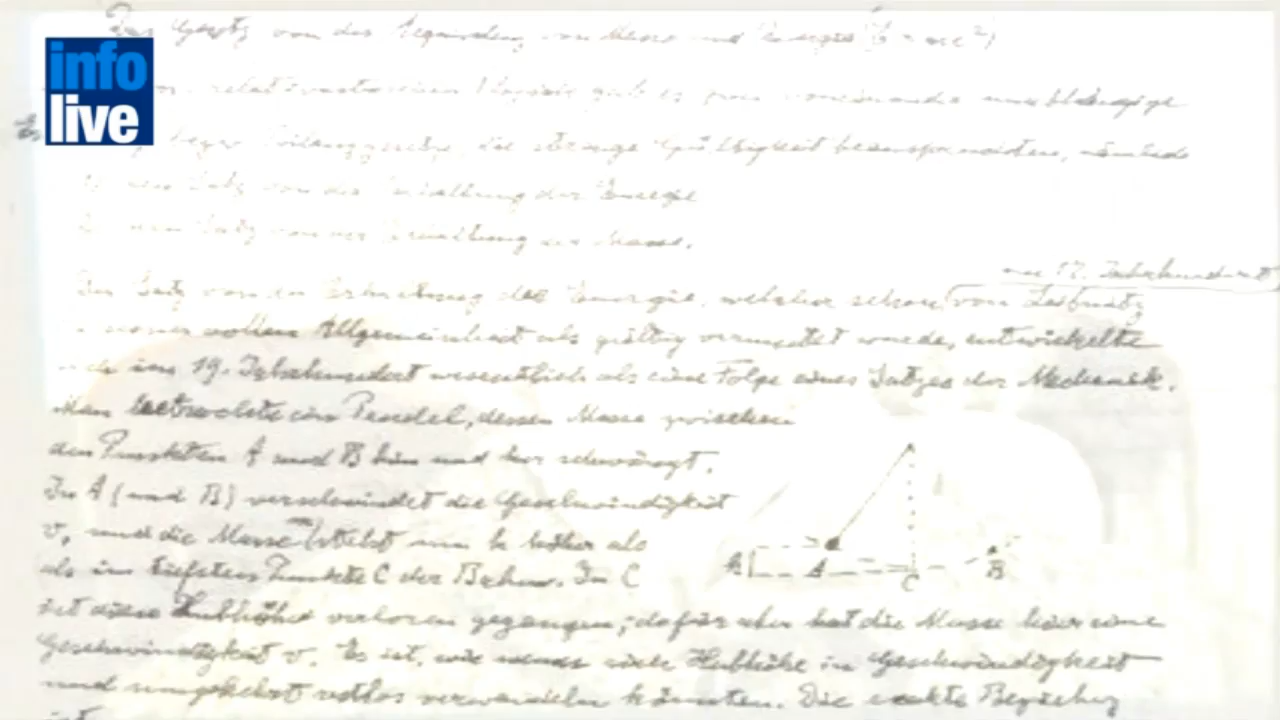 Das Gesetz von der Aequivalenz von Masse und Energie (E = mc²)
info
live
relativistischen Physik gab es zwei voneinander unabhängige
Bilanzgesetze, die strenge Gültigkeit beanspruchten, nämlich
1) den Satz von der Erhaltung der Energie
2) den Satz von der Erhaltung der Masse.
im 17. Jahrhundert
Der Satz von der Erhaltung der Energie, welcher schon von Leibnitz
in seiner vollen Allgemeinheit als gültig vermutet wurde, entwickelte
sich im 19. Jahrhundert wesentlich als eine Folge eines Satzes der Mechanik.
Man betrachte ein Pendel, dessen Masse zwischen
den Punkten A und B hin und her schwingt.
In A (und B) verschwindet die Geschwindigkeit
v, und die Masse m steht um h höher als
als im tiefsten Punkte C der Bahn. In C
h A C B
ist diese Hubhöhe verloren gegangen; dafür aber hat die Masse hier eine
Geschwindigkeit v. Es ist, wie wenn sich Hubhöhe in Geschwindigkeit
und umgekehrt restlos verwandeln könnten. Die exakte Beziehung
ist